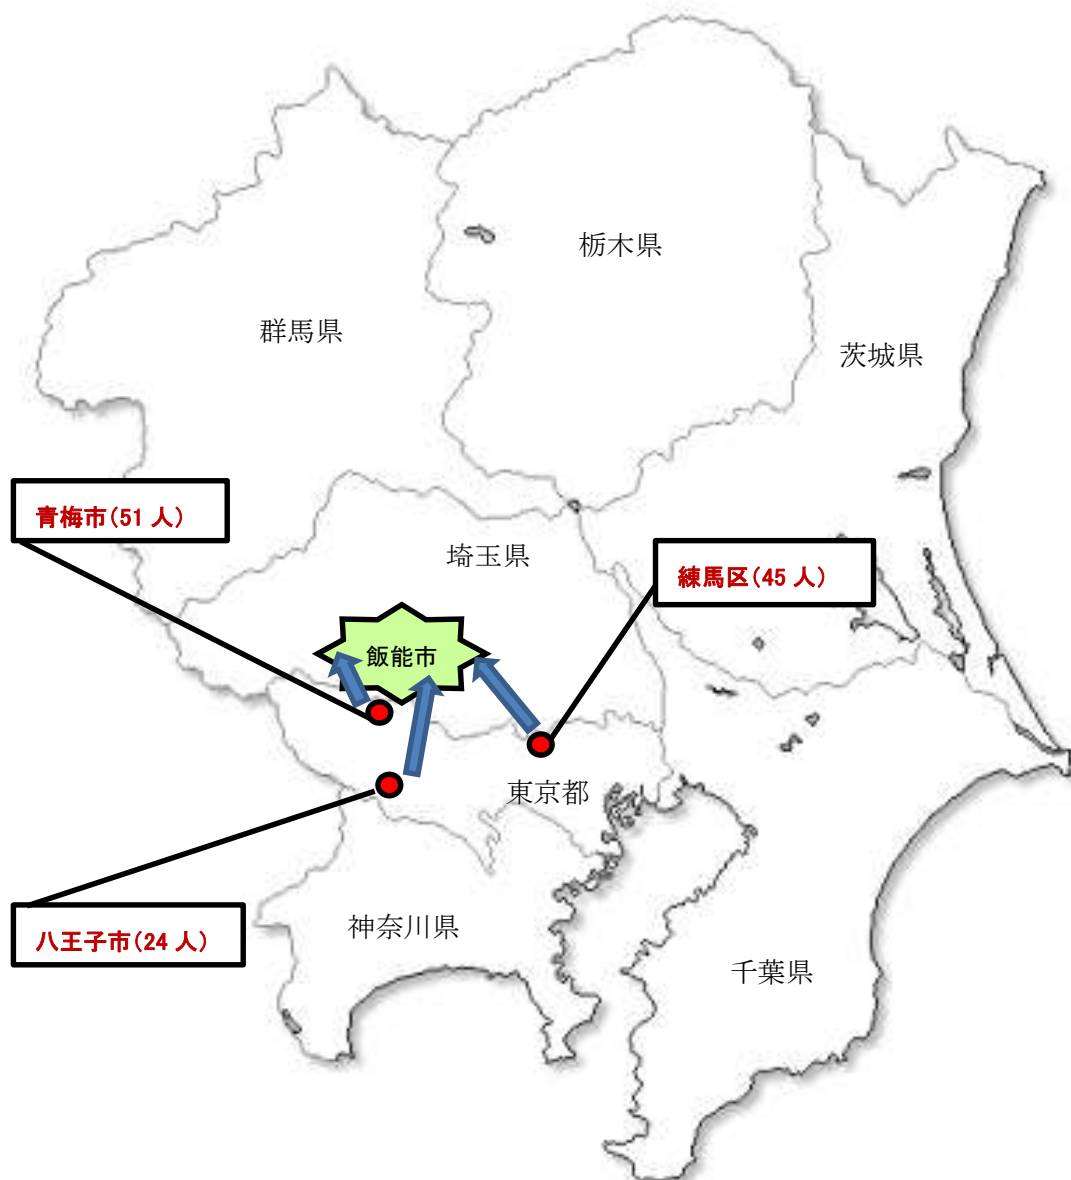 栃木県
群馬県
茨城県
青梅市(51 人)
埼玉県
練馬区(45 人)
飯能市
東京都
神奈川県
八王子市(24 人)
千葉県